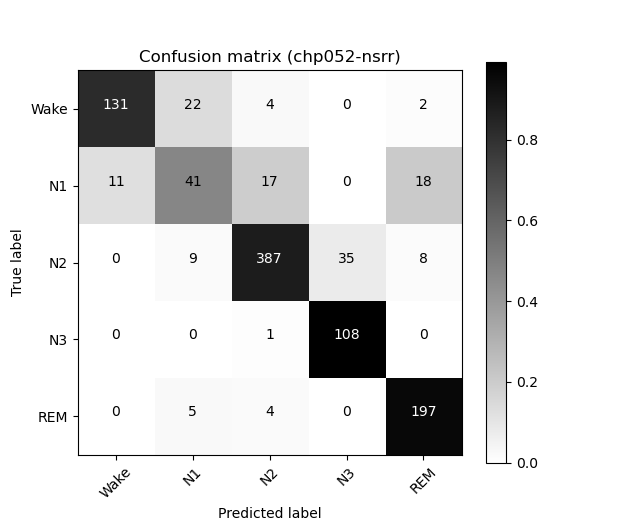 Confusion matrix (chp052-nsrr)
Wake 131 22 4 0 2
N1 11 41 17 0 18
N2 0 9 387 35 8
N3 0 0 1 108 0
REM 0 5 4 0 197
Wake N1 N2 N3 REM
Predicted label
True label
0.8
0.6
0.4
0.2
0.0